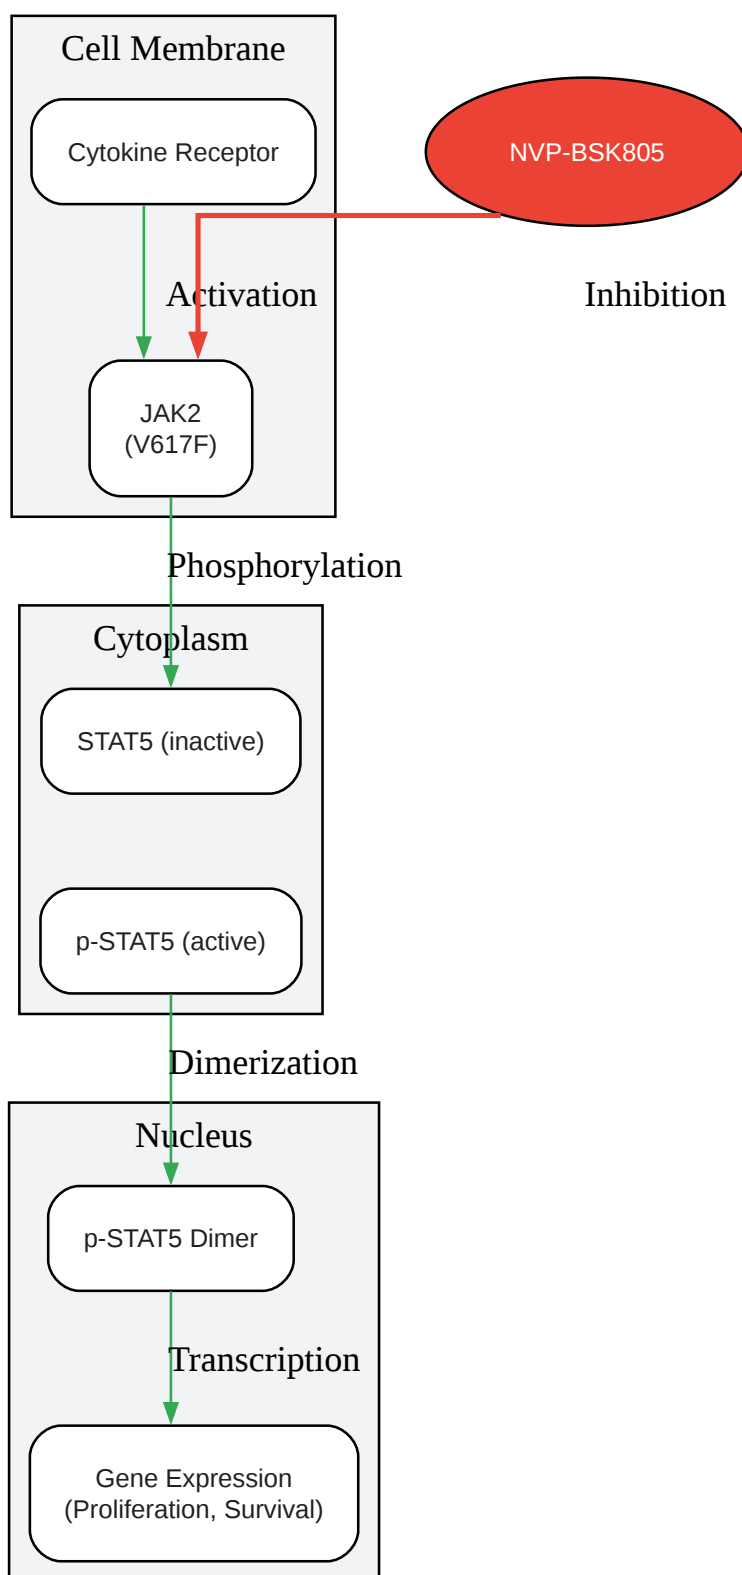 Cell Membrane
Cytokine Receptor
NVP-BSK805
Activation
Inhibition
JAK2
(V617F)
Phosphorylation
Cytoplasm
STAT5 (inactive)
p-STAT5 (active)
Dimerization
Nucleus
p-STAT5 Dimer
Transcription
Gene Expression
(Proliferation, Survival)